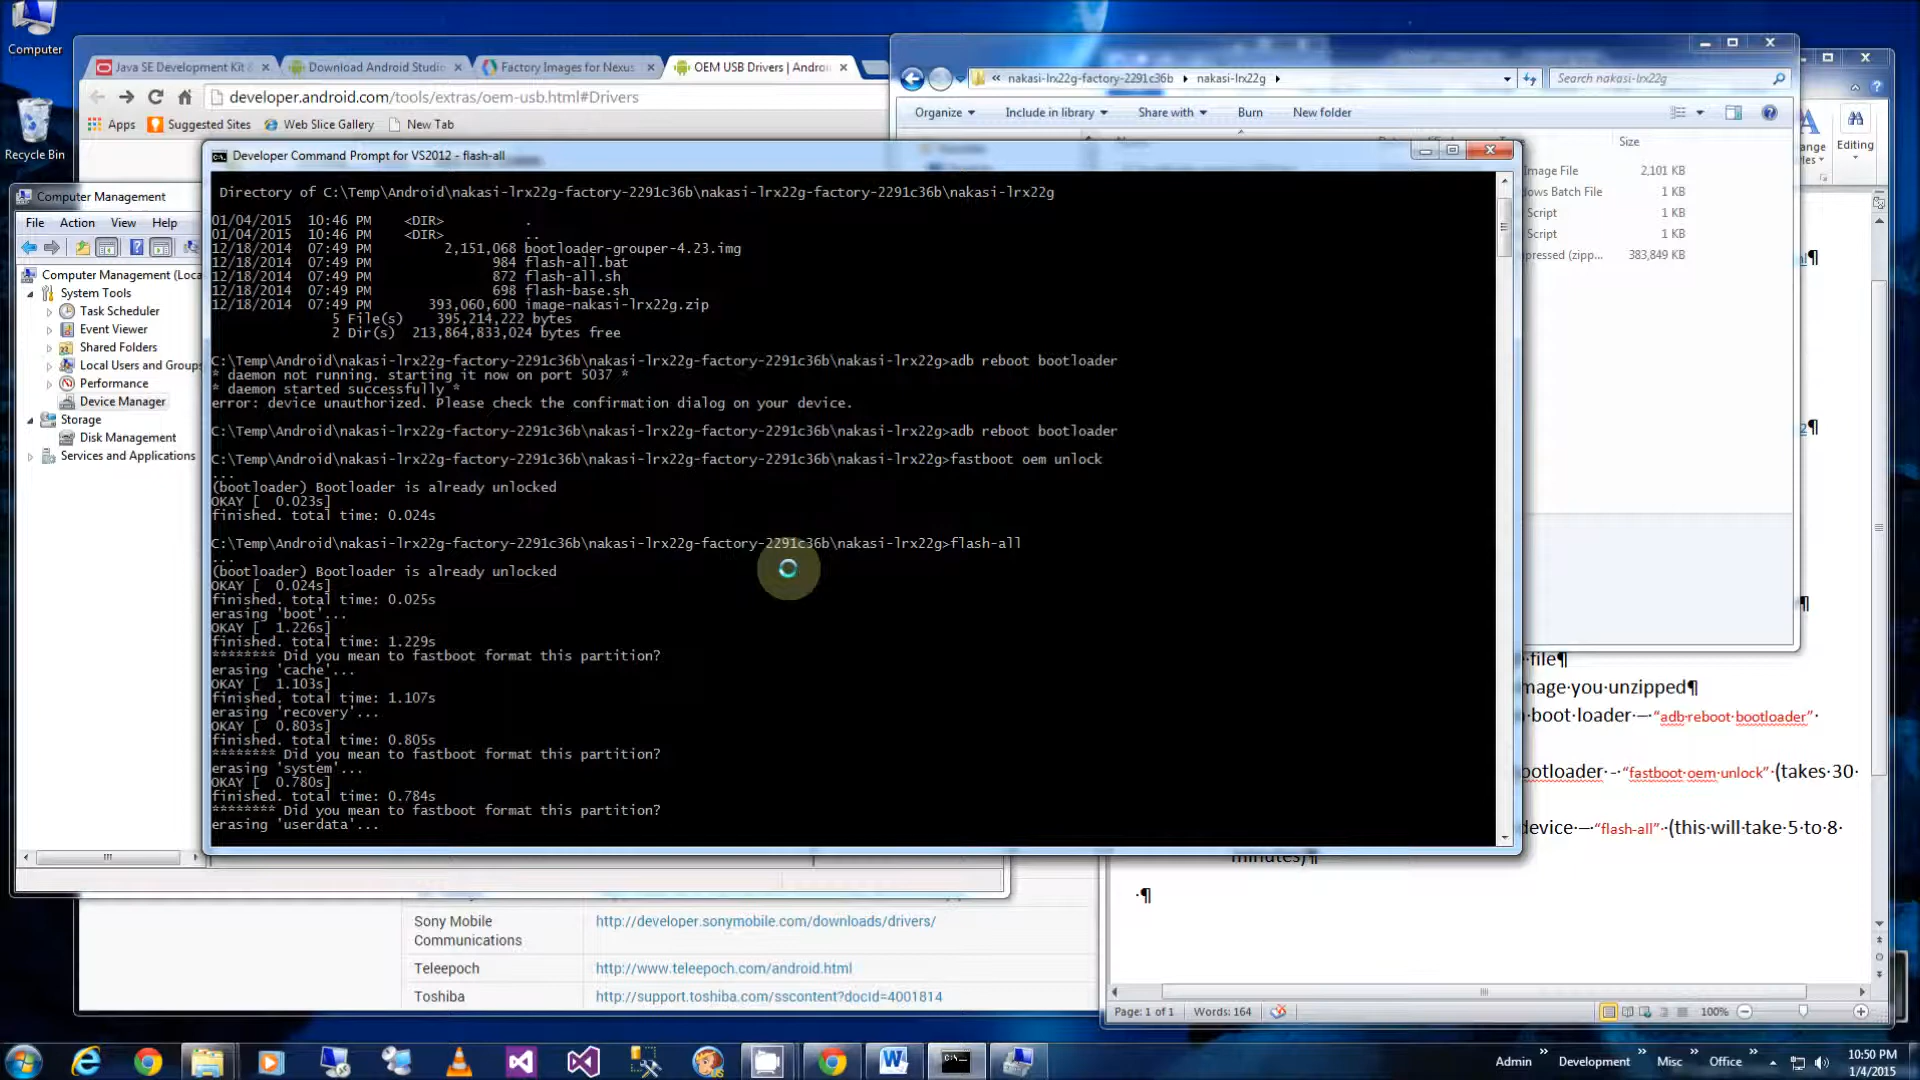 Computer
Recycle Bin
Java SE Development Kit
Download Android Studio
Factory Images for Nexus
OEM USB Drivers | Andro
developer.android.com/tools/extras/oem-usb.html#Drivers
Apps Suggested Sites Web Slice Gallery New Tab
« nakasi-lrx22g-factory-2291c36b ▸ nakasi-lrx22g ▸
Search nakasi-lrx22g
Organize Include in library Share with Burn New folder
Size
Image File 2,101 KB
dows Batch File 1 KB
Script 1 KB
Script 1 KB
pressed (zipp... 383,849 KB
Editing
Computer Management
File Action View Help
Computer Management (Loca
System Tools
Task Scheduler
Event Viewer
Shared Folders
Local Users and Groups
Performance
Device Manager
Storage
Disk Management
Services and Applications
Developer Command Prompt for VS2012 - flash-all
Directory of C:\Temp\Android\nakasi-lrx22g-factory-2291c36b\nakasi-lrx22g-factory-2291c36b\nakasi-lrx22g
01/04/2015 10:46 PM <DIR> .
01/04/2015 10:46 PM <DIR> ..
12/18/2014 07:49 PM 2,151,068 bootloader-grouper-4.23.img
12/18/2014 07:49 PM 984 flash-all.bat
12/18/2014 07:49 PM 872 flash-all.sh
12/18/2014 07:49 PM 698 flash-base.sh
12/18/2014 07:49 PM 393,060,600 image-nakasi-lrx22g.zip
5 File(s) 395,214,222 bytes
2 Dir(s) 213,864,833,024 bytes free
C:\Temp\Android\nakasi-lrx22g-factory-2291c36b\nakasi-lrx22g-factory-2291c36b\nakasi-lrx22g>adb reboot bootloader
* daemon not running. starting it now on port 5037 *
* daemon started successfully *
error: device unauthorized. Please check the confirmation dialog on your device.
C:\Temp\Android\nakasi-lrx22g-factory-2291c36b\nakasi-lrx22g-factory-2291c36b\nakasi-lrx22g>adb reboot bootloader
C:\Temp\Android\nakasi-lrx22g-factory-2291c36b\nakasi-lrx22g-factory-2291c36b\nakasi-lrx22g>fastboot oem unlock
...
(bootloader) Bootloader is already unlocked
OKAY [ 0.023s]
finished. total time: 0.024s
C:\Temp\Android\nakasi-lrx22g-factory-2291c36b\nakasi-lrx22g-factory-2291c36b\nakasi-lrx22g>flash-all
...
(bootloader) Bootloader is already unlocked
OKAY [ 0.024s]
finished. total time: 0.025s
erasing 'boot'...
OKAY [ 1.226s]
finished. total time: 1.229s
******** Did you mean to fastboot format this partition?
erasing 'cache'...
OKAY [ 1.103s]
finished. total time: 1.107s
erasing 'recovery'...
OKAY [ 0.803s]
finished. total time: 0.805s
******** Did you mean to fastboot format this partition?
erasing 'system'...
OKAY [ 0.780s]
finished. total time: 0.784s
******** Did you mean to fastboot format this partition?
erasing 'userdata'...
file¶
mage·you·unzipped¶
boot·loader·–·“adb·reboot·bootloader”·
ootloader·-·“fastboot·oem·unlock”·(takes·30·
device·–·“flash-all”·(this·will·take·5·to·8·
minutes)¶
·¶
Sony Mobile Communications http://developer.sonymobile.com/downloads/drivers/
Teleepoch http://www.teleepoch.com/android.html
Toshiba http://support.toshiba.com/sscontent?docId=4001814
Page: 1 of 1 Words: 164 100%
Admin » Development » Misc » Office »
10:50 PM
1/4/2015